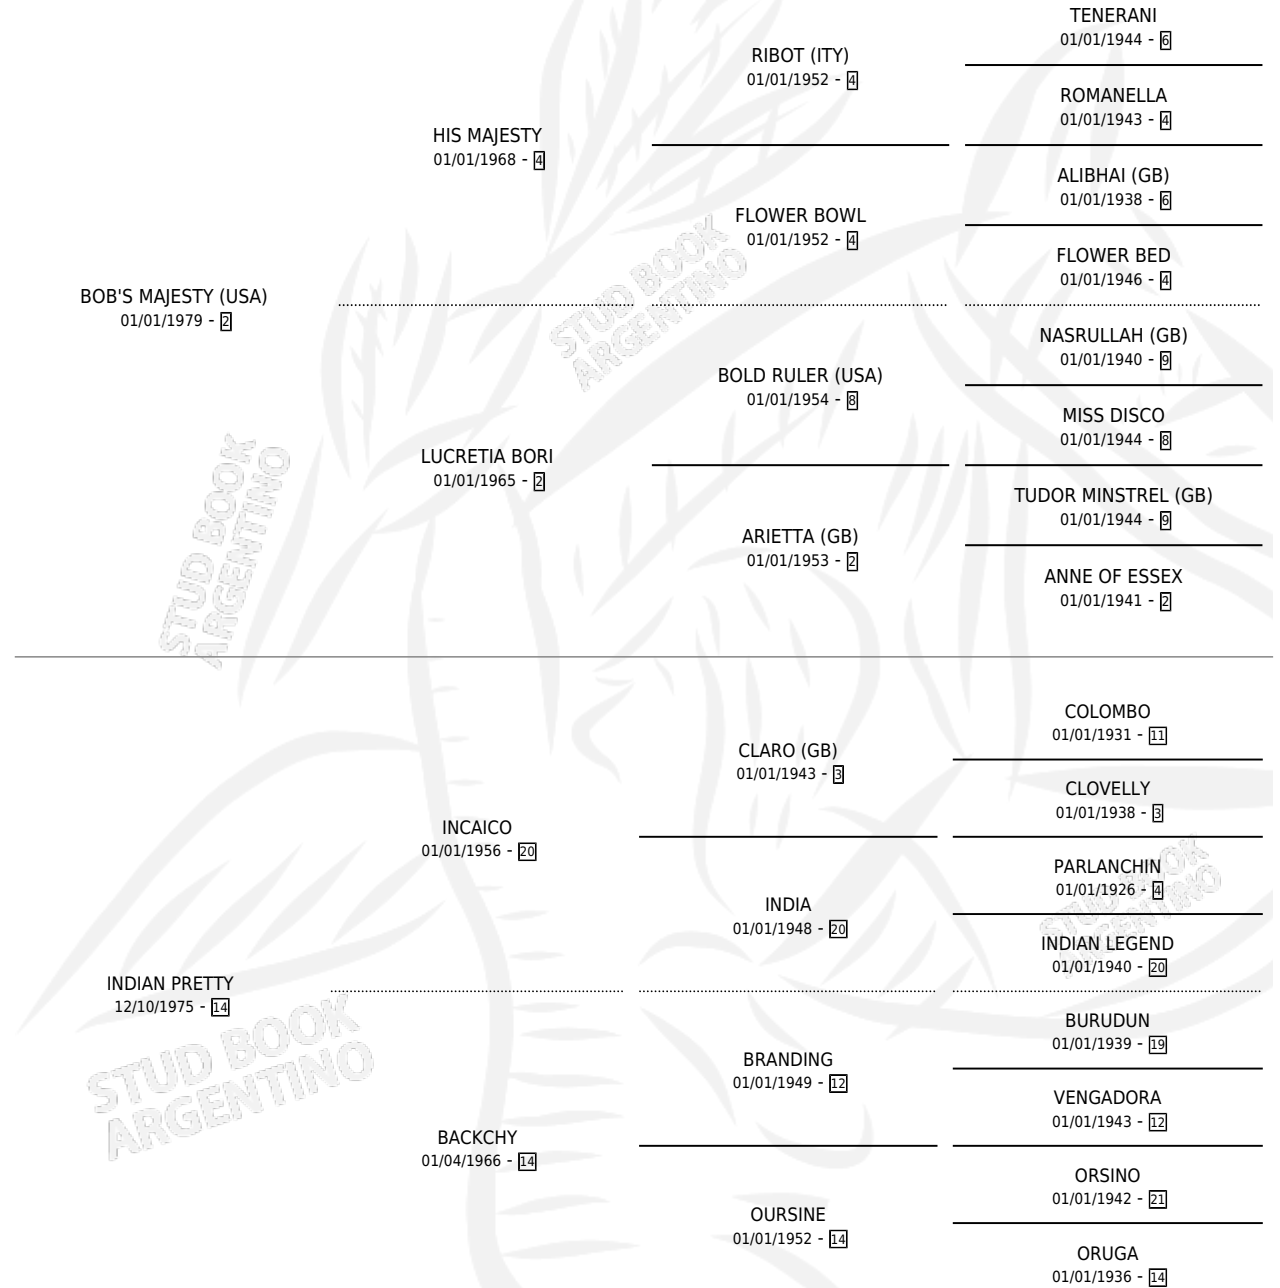 TENERANI
01/01/1944 - 6
RIBOT (ITY)
01/01/1952 - 4
ROMANELLA
01/01/1943 - 4
HIS MAJESTY
01/01/1968 - 4
ALIBHAI (GB)
01/01/1938 - 6
FLOWER BOWL
01/01/1952 - 4
FLOWER BED
01/01/1946 - 4
BOB'S MAJESTY (USA)
01/01/1979 - 2
NASRULLAH (GB)
01/01/1940 - 9
BOLD RULER (USA)
01/01/1954 - 8
MISS DISCO
01/01/1944 - 8
LUCRETIA BORI
01/01/1965 - 2
TUDOR MINSTREL (GB)
01/01/1944 - 9
ARIETTA (GB)
01/01/1953 - 2
ANNE OF ESSEX
01/01/1941 - 2
COLOMBO
01/01/1931 - 11
CLARO (GB)
01/01/1943 - 3
CLOVELLY
01/01/1938 - 3
INCAICO
01/01/1956 - 20
PARLANCHIN
01/01/1926 - 4
INDIA
01/01/1948 - 20
INDIAN LEGEND
01/01/1940 - 20
INDIAN PRETTY
12/10/1975 - 14
BURUDUN
01/01/1939 - 19
BRANDING
01/01/1949 - 12
VENGADORA
01/01/1943 - 12
BACKCHY
01/04/1966 - 14
ORSINO
01/01/1942 - 21
OURSINE
01/01/1952 - 14
ORUGA
01/01/1936 - 14
STUD BOOK
ARGENTINO
STUD BOOK
ARGENTINO
STUD BOOK
ARGENTINO
STUD BOOK
ARGENTINO